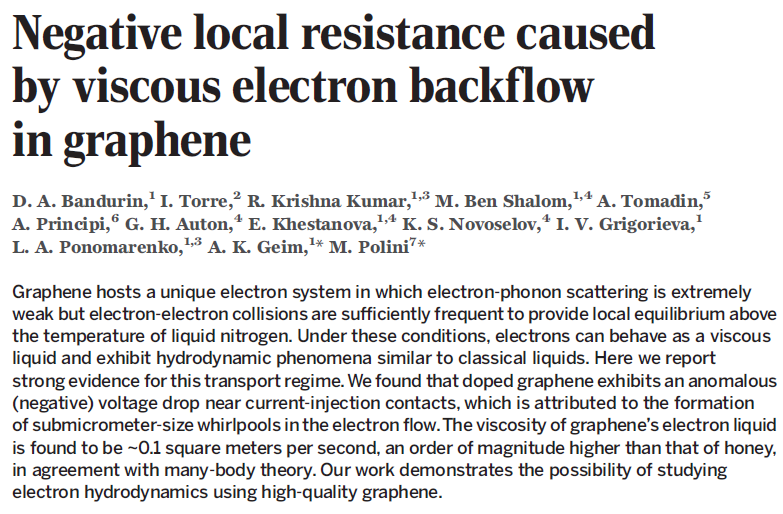 Negative local resistance caused
by viscous electron backflow
in graphene
D. A. Bandurin,¹ I. Torre,² R. Krishna Kumar,¹,³ M. Ben Shalom,¹,⁴ A. Tomadin,⁵
A. Principi,⁶ G. H. Auton,⁴ E. Khestanova,¹,⁴ K. S. Novoselov,⁴ I. V. Grigorieva,¹
L. A. Ponomarenko,¹,³ A. K. Geim,¹* M. Polini⁷*
Graphene hosts a unique electron system in which electron-phonon scattering is extremely
weak but electron-electron collisions are sufficiently frequent to provide local equilibrium above
the temperature of liquid nitrogen. Under these conditions, electrons can behave as a viscous
liquid and exhibit hydrodynamic phenomena similar to classical liquids. Here we report
strong evidence for this transport regime. We found that doped graphene exhibits an anomalous
(negative) voltage drop near current-injection contacts, which is attributed to the formation
of submicrometer-size whirlpools in the electron flow. The viscosity of graphene's electron liquid
is found to be ~0.1 square meters per second, an order of magnitude higher than that of honey,
in agreement with many-body theory. Our work demonstrates the possibility of studying
electron hydrodynamics using high-quality graphene.